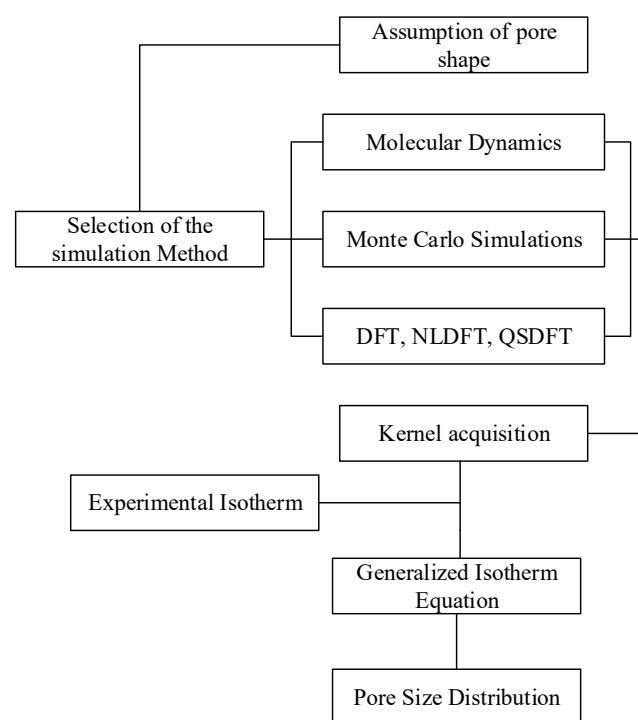 Assumption of pore
shape
Molecular Dynamics
Selection of the
simulation Method
Monte Carlo Simulations
DFT, NLDFT, QSDFT
Kernel acquisition
Experimental Isotherm
Generalized Isotherm
Equation
Pore Size Distribution